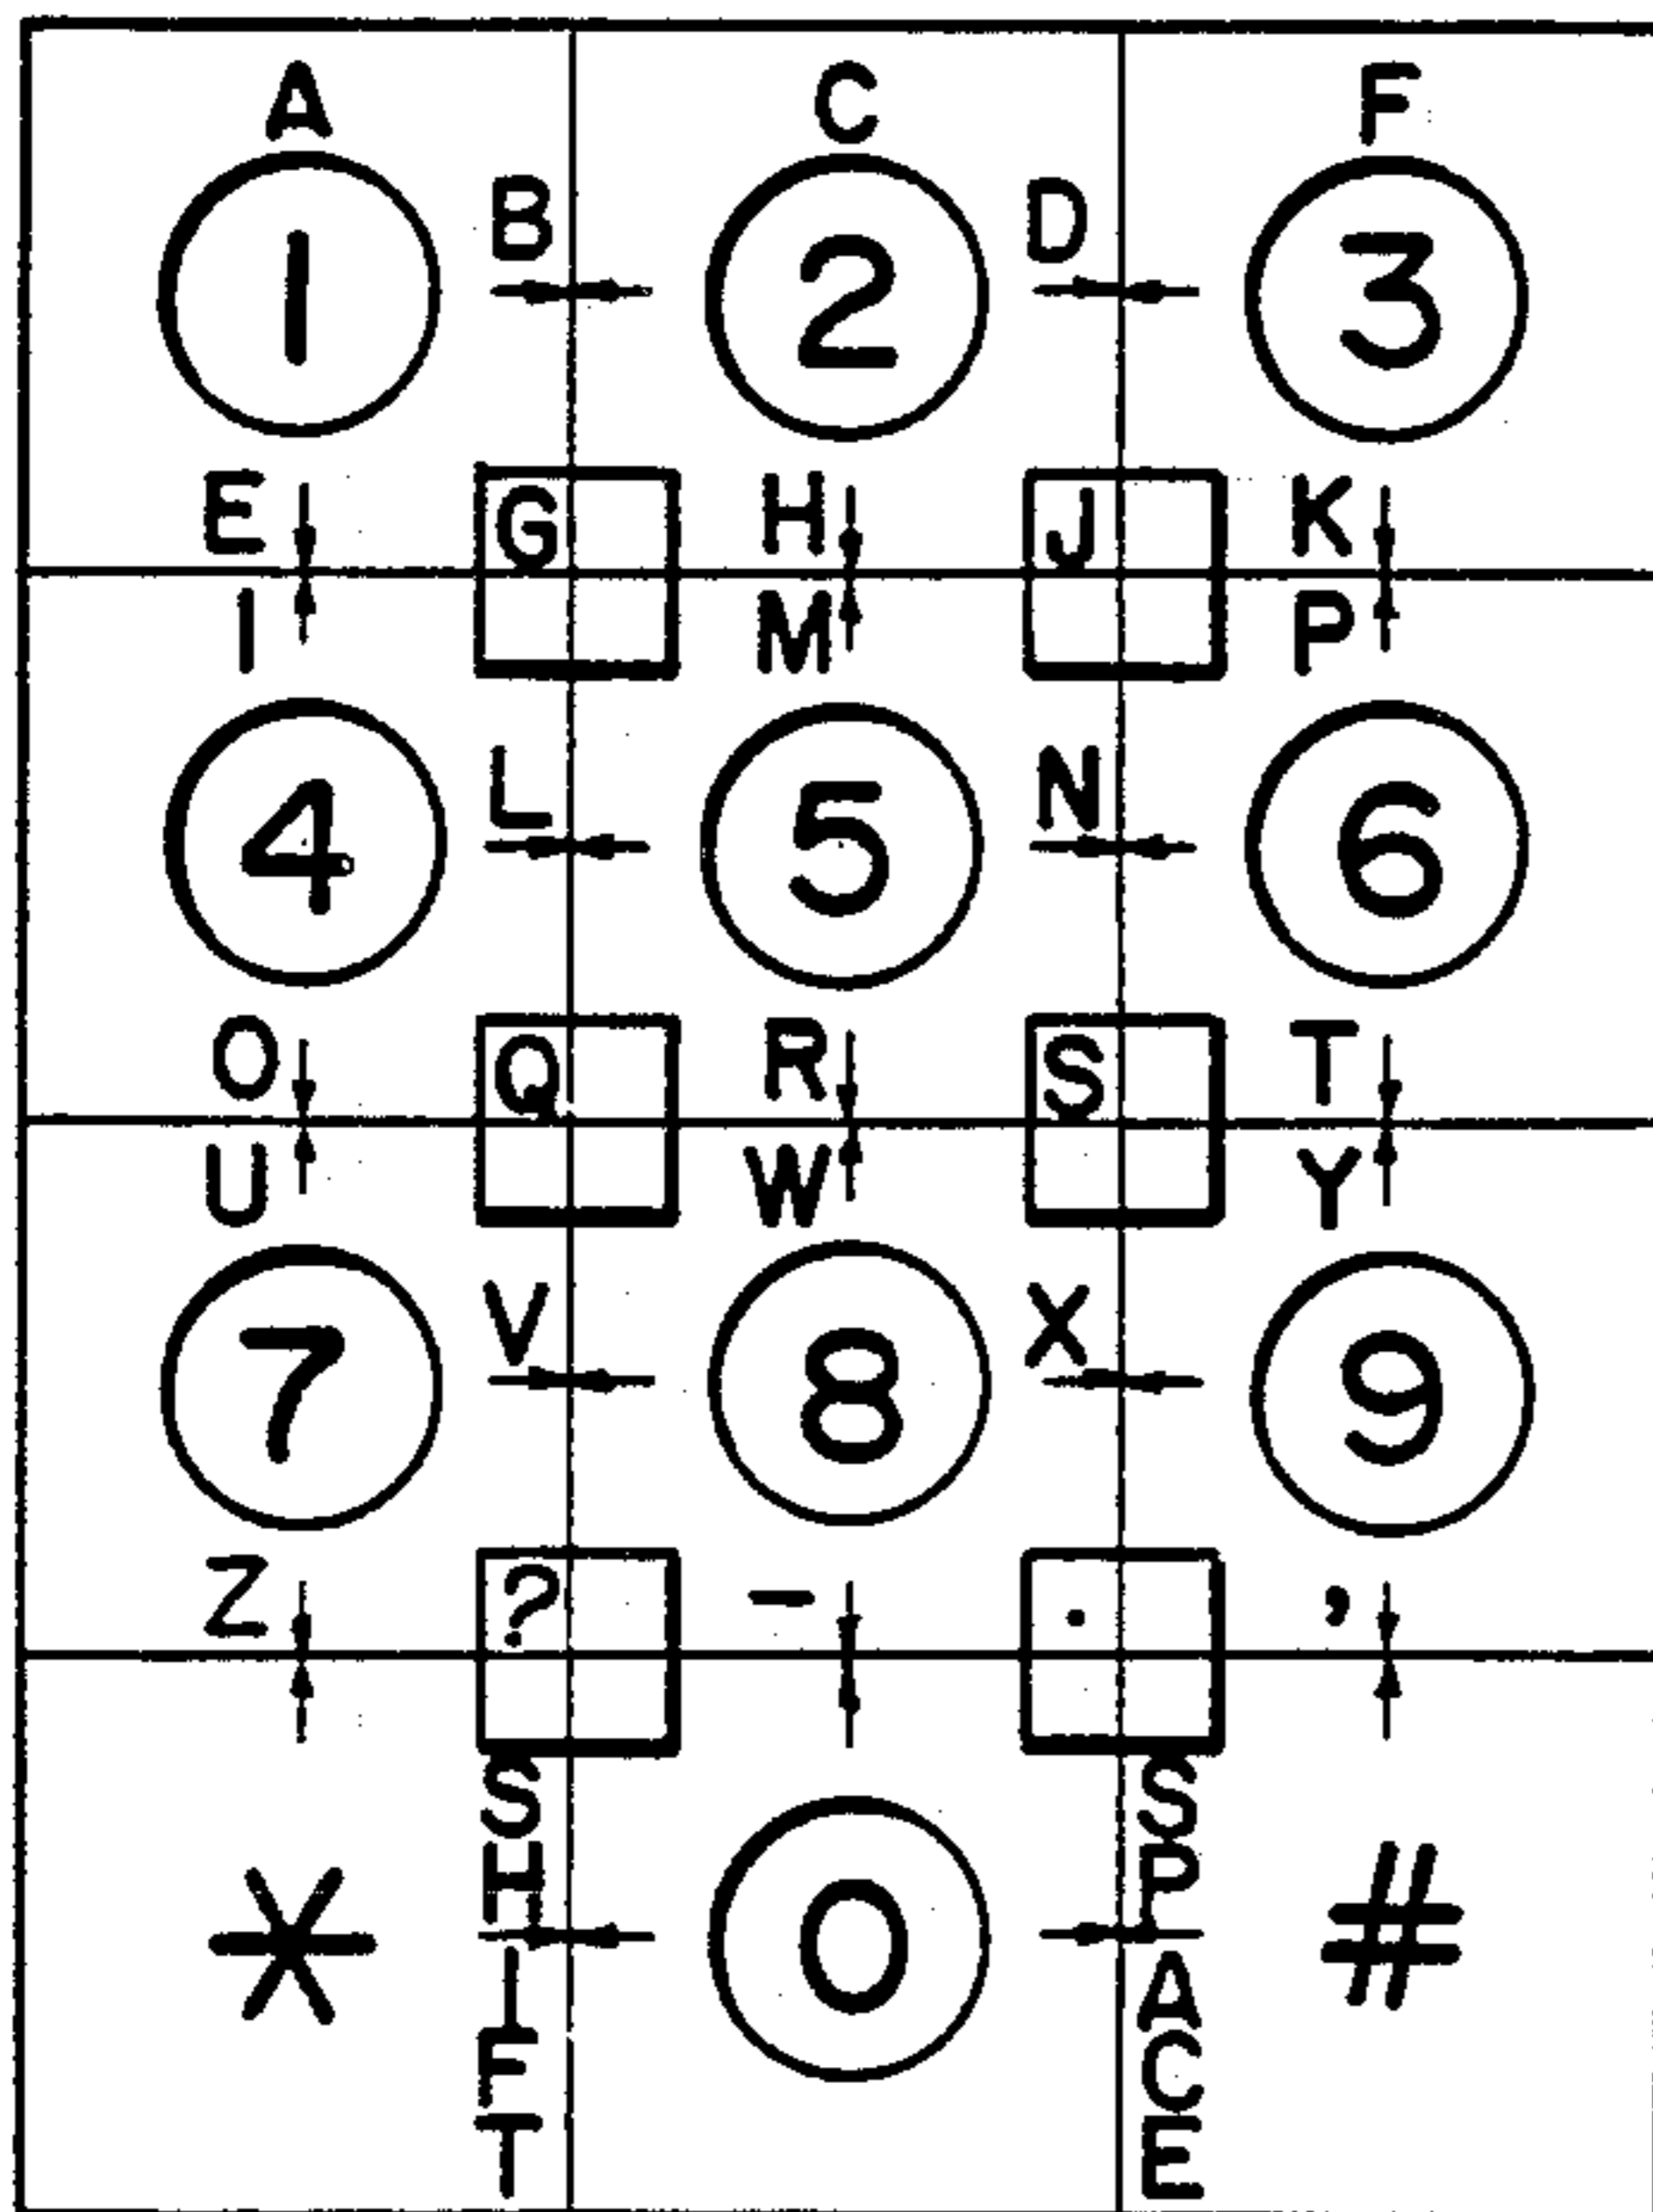 A C F
B D
1 2 3
E G H J K
I M P
L N
4 5 6
O Q R S T
U W Y
V X
7 8 9
Z ? - . ,
SHIFT SPACE
* 0 #